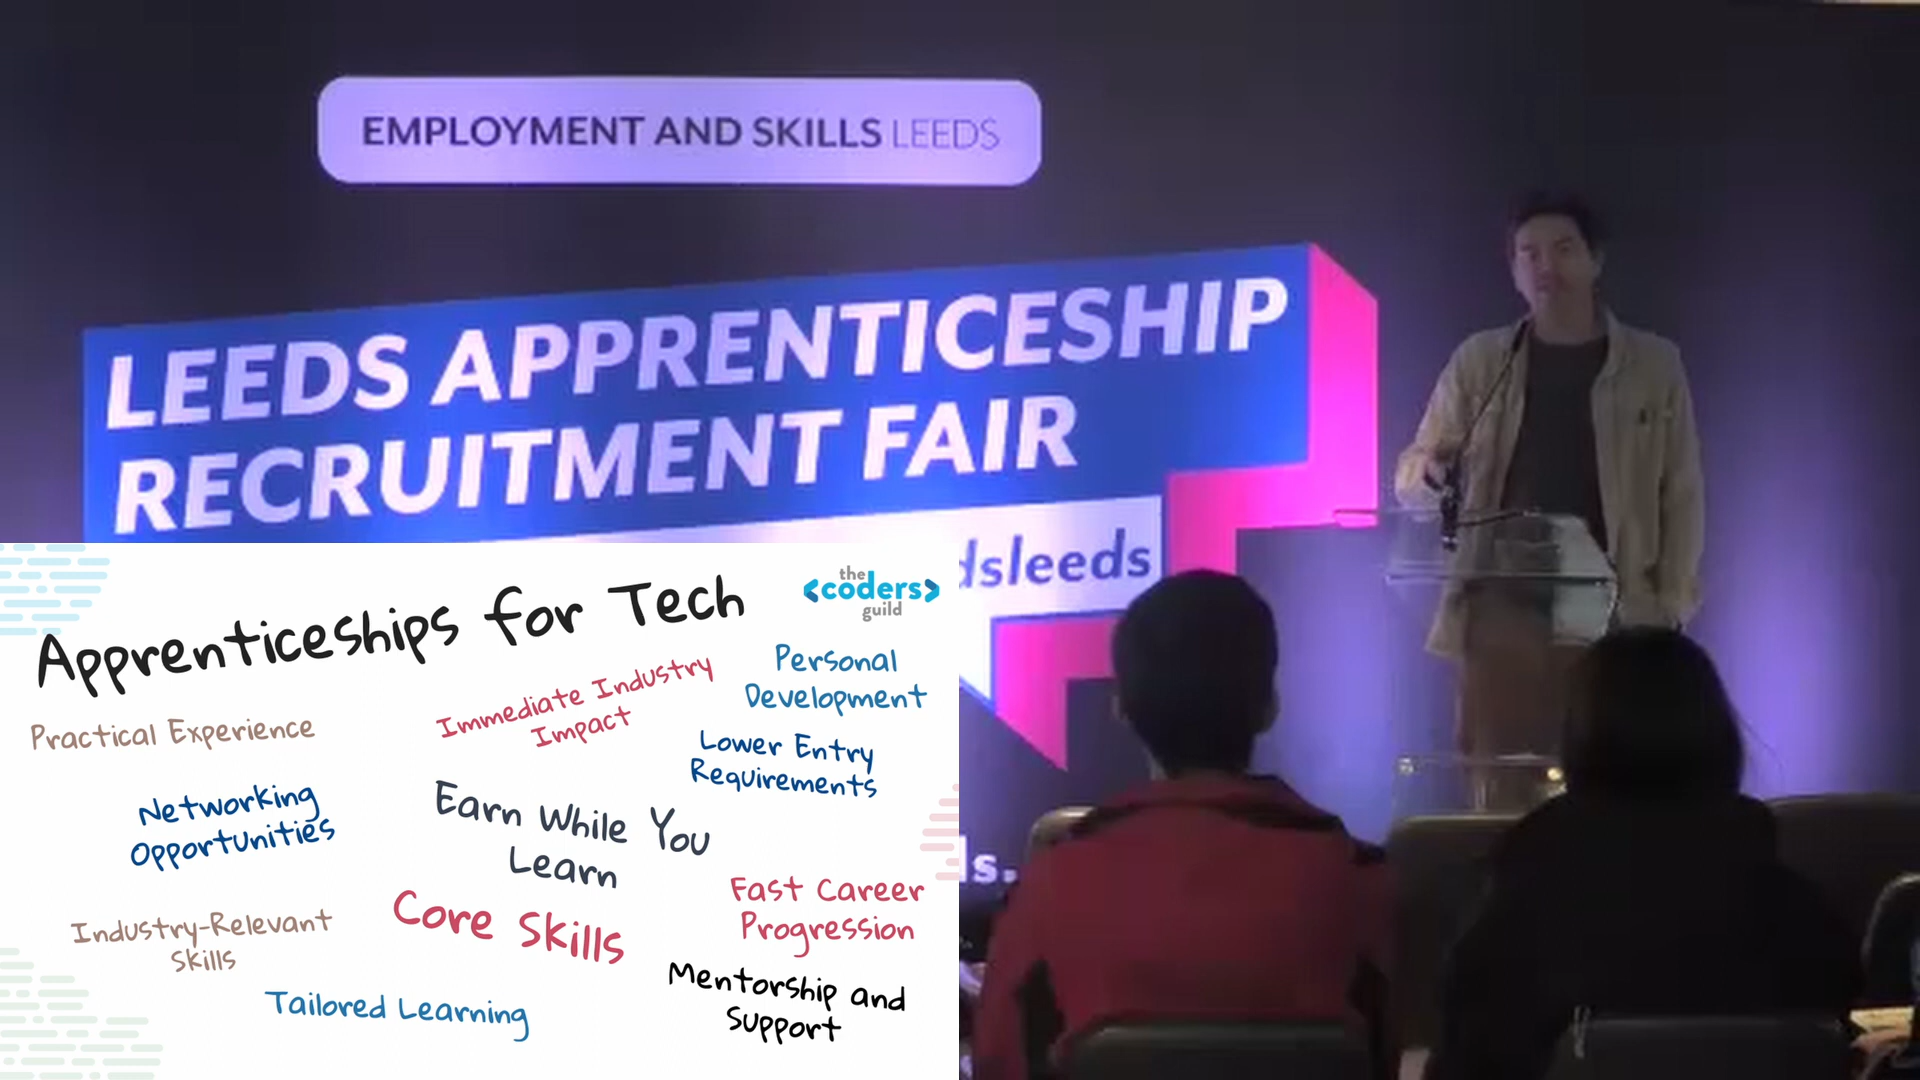 EMPLOYMENT AND SKILLS LEEDS
LEEDS APPRENTICESHIP
RECRUITMENT FAIR
dsleeds
s.
Apprenticeships for Tech
the
<coders>
guild
Practical Experience
Immediate Industry
Impact
Personal
Development
Lower Entry
Requirements
Networking
Opportunities
Earn While You
Learn
Core Skills
Fast Career
Progression
Industry-Relevant
Skills
Mentorship and
Support
Tailored Learning